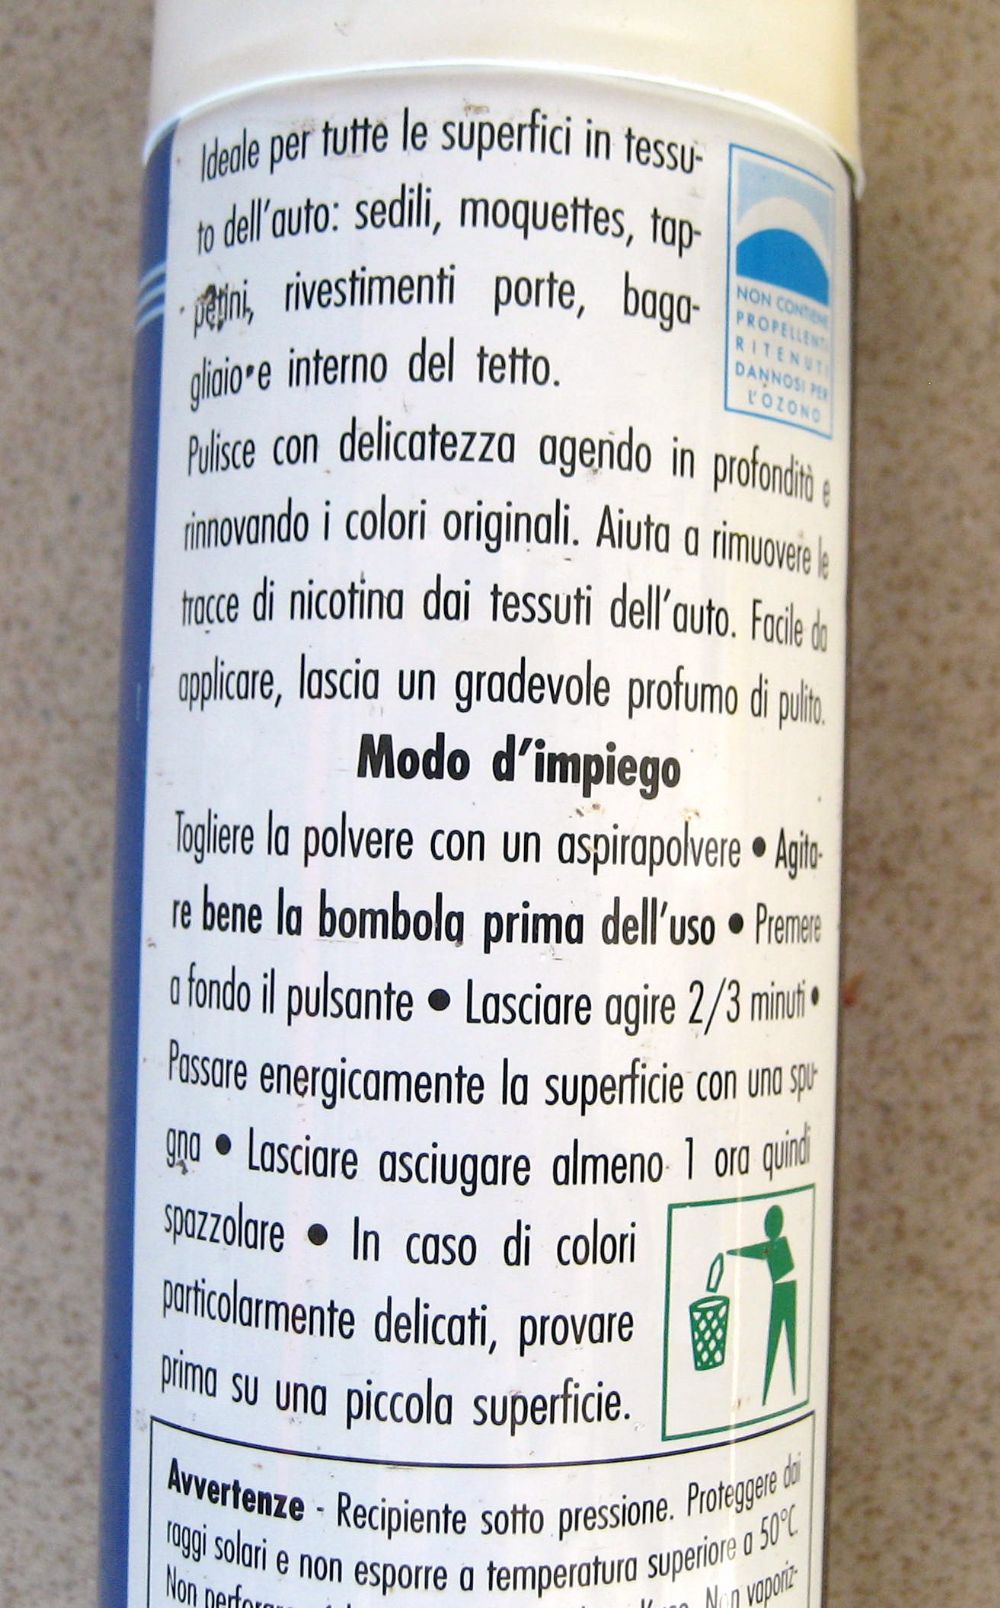 Ideale per tutte le superfici in tessu-
to dell'auto: sedili, moquettes, tap-
petini, rivestimenti porte, baga-
gliaio e interno del tetto.
NON CONTIENE
PROPELLENTI
RITENUTI
DANNOSI PER
L'OZONO
Pulisce con delicatezza agendo in profondità e
rinnovando i colori originali. Aiuta a rimuovere le
tracce di nicotina dai tessuti dell'auto. Facile da
applicare, lascia un gradevole profumo di pulito.
Modo d'impiego
Togliere la polvere con un aspirapolvere • Agita-
re bene la bombola prima dell'uso • Premere
a fondo il pulsante • Lasciare agire 2/3 minuti •
Passare energicamente la superficie con una spu-
gna • Lasciare asciugare almeno 1 ora quindi
spazzolare • In caso di colori
particolarmente delicati, provare
prima su una piccola superficie.
Avvertenze - Recipiente sotto pressione. Proteggere dai
raggi solari e non esporre a temperatura superiore a 50°C.
Non vaporiz-